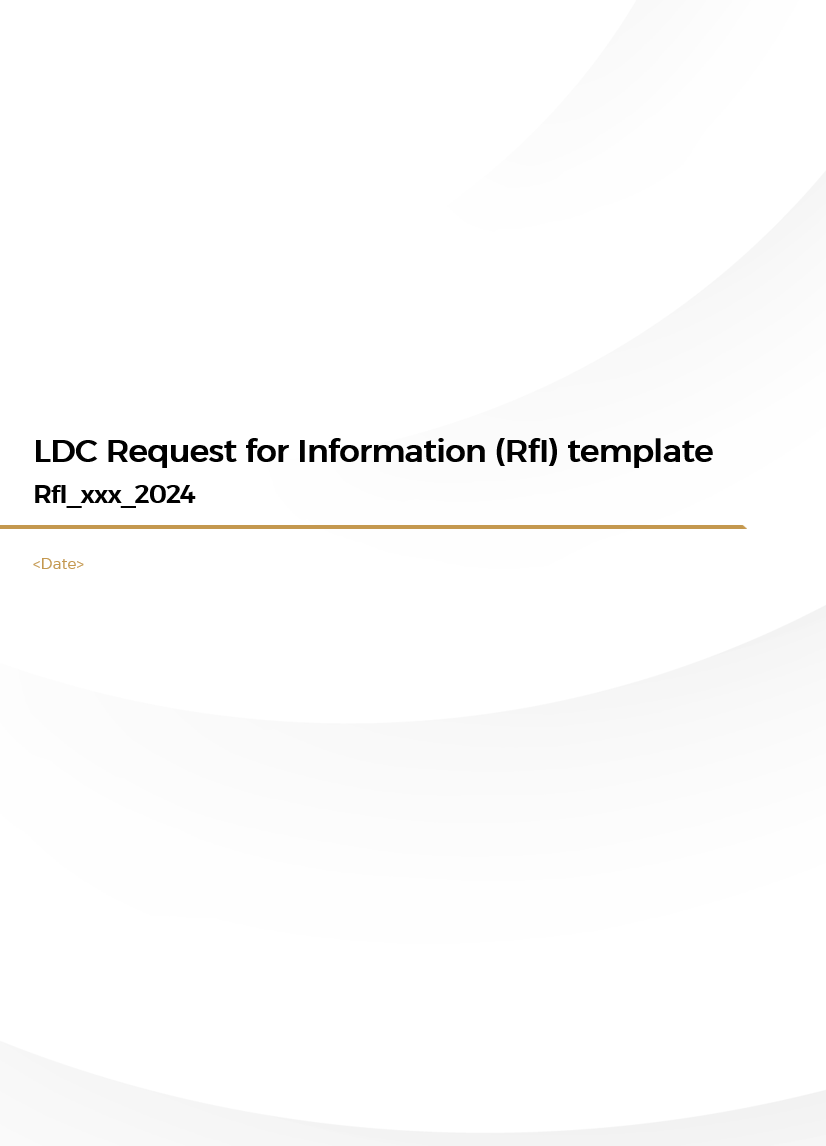 LDC Request for Information (RfI) template
RfI_xxx_2024
<Date>